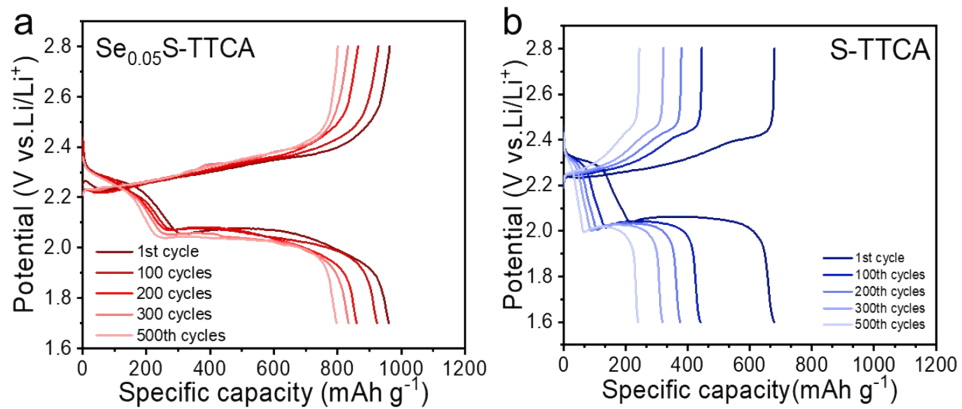 a
Se0.05S-TTCA
Potential (V vs.Li/Li+)
2.8
2.6
2.4
2.2
2.0
1.8
1.6
1st cycle
100 cycles
200 cycles
300 cycles
500th cycles
0 200 400 600 800 1000 1200
Specific capacity (mAh g-1)
b
S-TTCA
Potential (V vs.Li/Li+)
2.8
2.6
2.4
2.2
2.0
1.8
1.6
1st cycle
100th cycles
200th cycles
300th cycles
500th cycles
0 200 400 600 800 1000 1200
Specific capacity(mAh g-1)